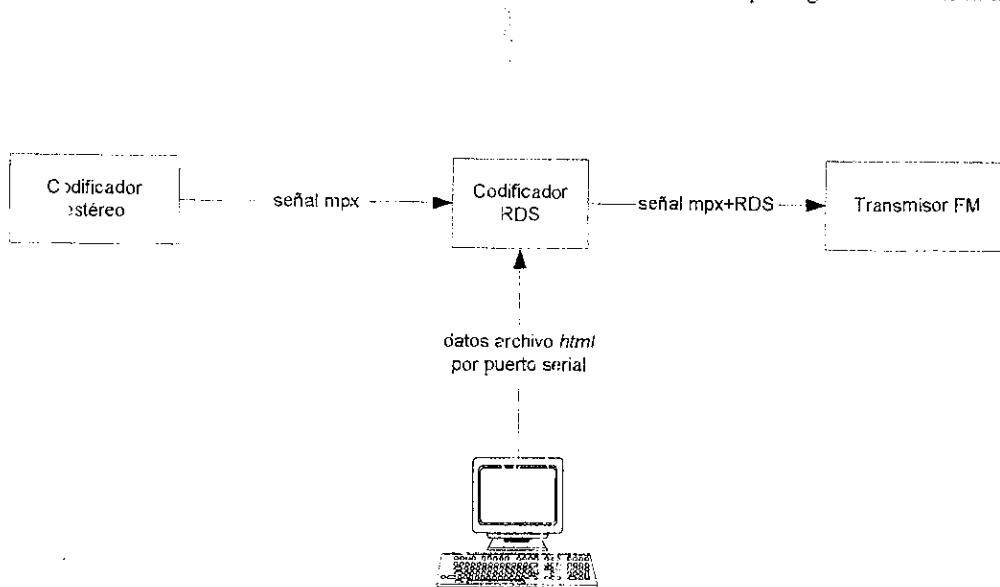 Codificador
estéreo
señal mpx
Codificador
RDS
señal mpx+RDS
Transmisor FM
datos archivo html
por puerto serial